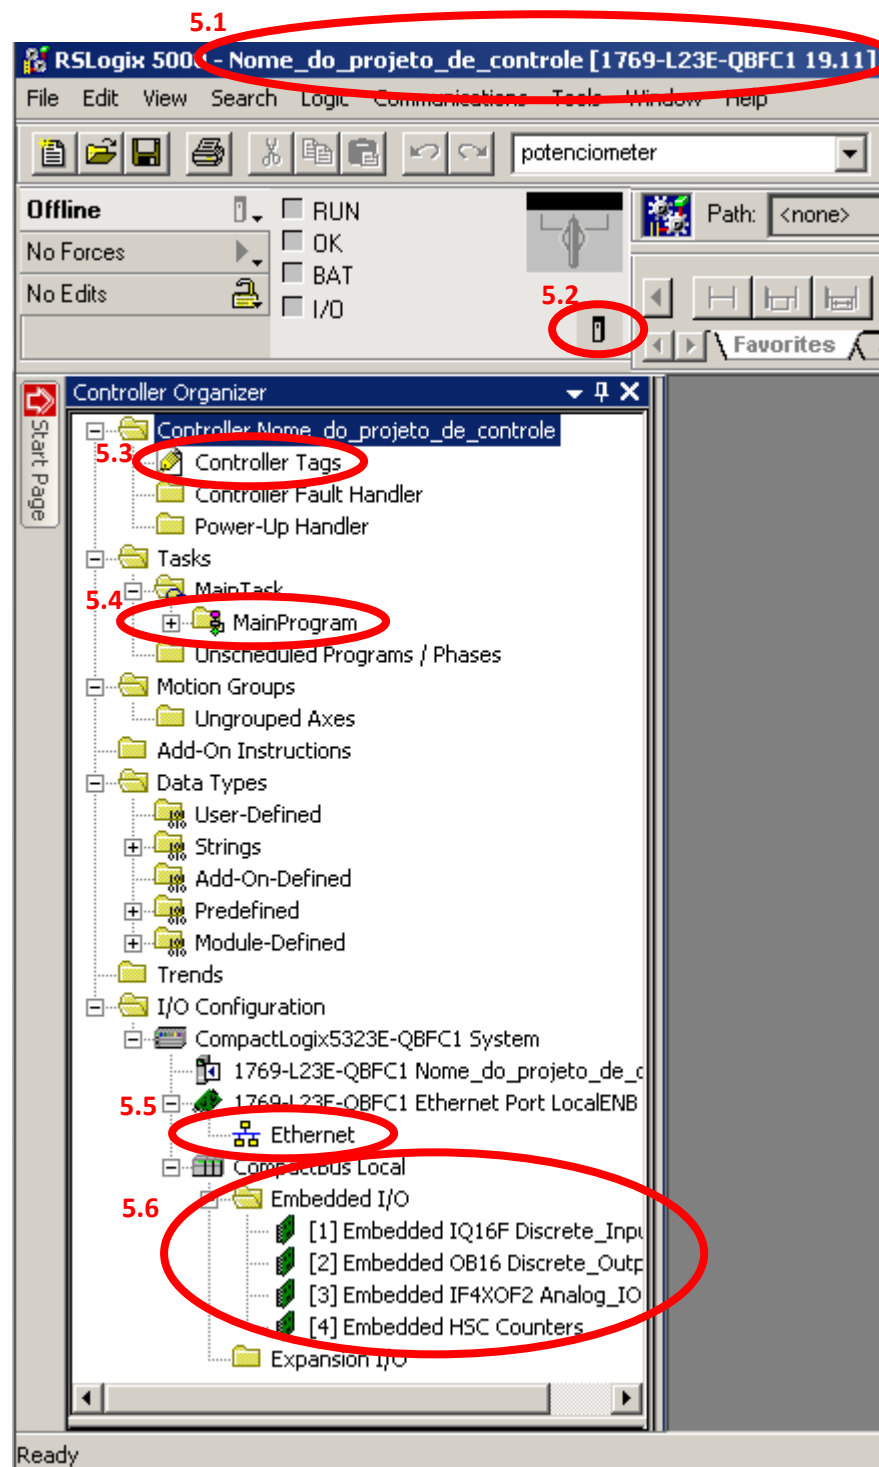 5.1
RSLogix 5000 - Nome_do_projeto_de_controle [1769-L23E-QBFC1 19.11]
File Edit View Search Logic Communications Tools Window Help
potenciometer
Offline
RUN
Path: <none>
No Forces
OK
BAT
No Edits
I/O
5.2
Favorites
Start Page
Controller Organizer
Controller Nome_do_projeto_de_controle
5.3
Controller Tags
Controller Fault Handler
Power-Up Handler
Tasks
MainTask
5.4
MainProgram
Unscheduled Programs / Phases
Motion Groups
Ungrouped Axes
Add-On Instructions
Data Types
User-Defined
Strings
Add-On-Defined
Predefined
Module-Defined
Trends
I/O Configuration
CompactLogix5323E-QBFC1 System
1769-L23E-QBFC1 Nome_do_projeto_de_c
5.5
1769-L23E-QBFC1 Ethernet Port LocalENB
Ethernet
CompactBus Local
5.6
Embedded I/O
[1] Embedded IQ16F Discrete_Inpu
[2] Embedded OB16 Discrete_Outp
[3] Embedded IF4XOF2 Analog_IO
[4] Embedded HSC Counters
Expansion I/O
Ready